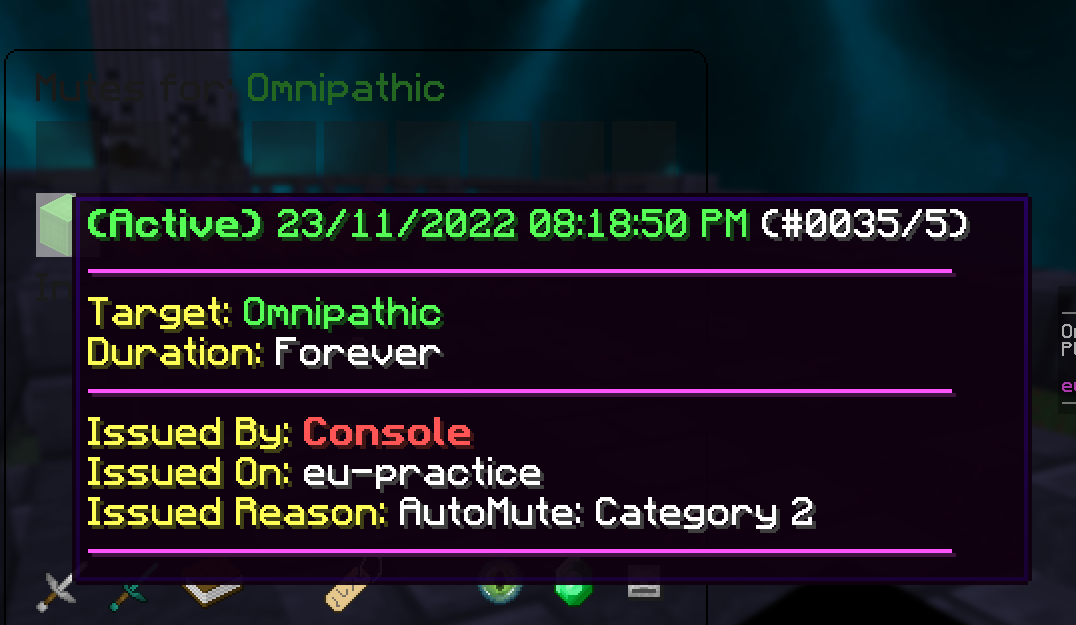 Mutes for: Omnipathic
(Active) 23/11/2022 08:18:50 PM (#0035/5)
Target: Omnipathic
Duration: Forever
Issued By: Console
Issued On: eu-practice
Issued Reason: AutoMute: Category 2